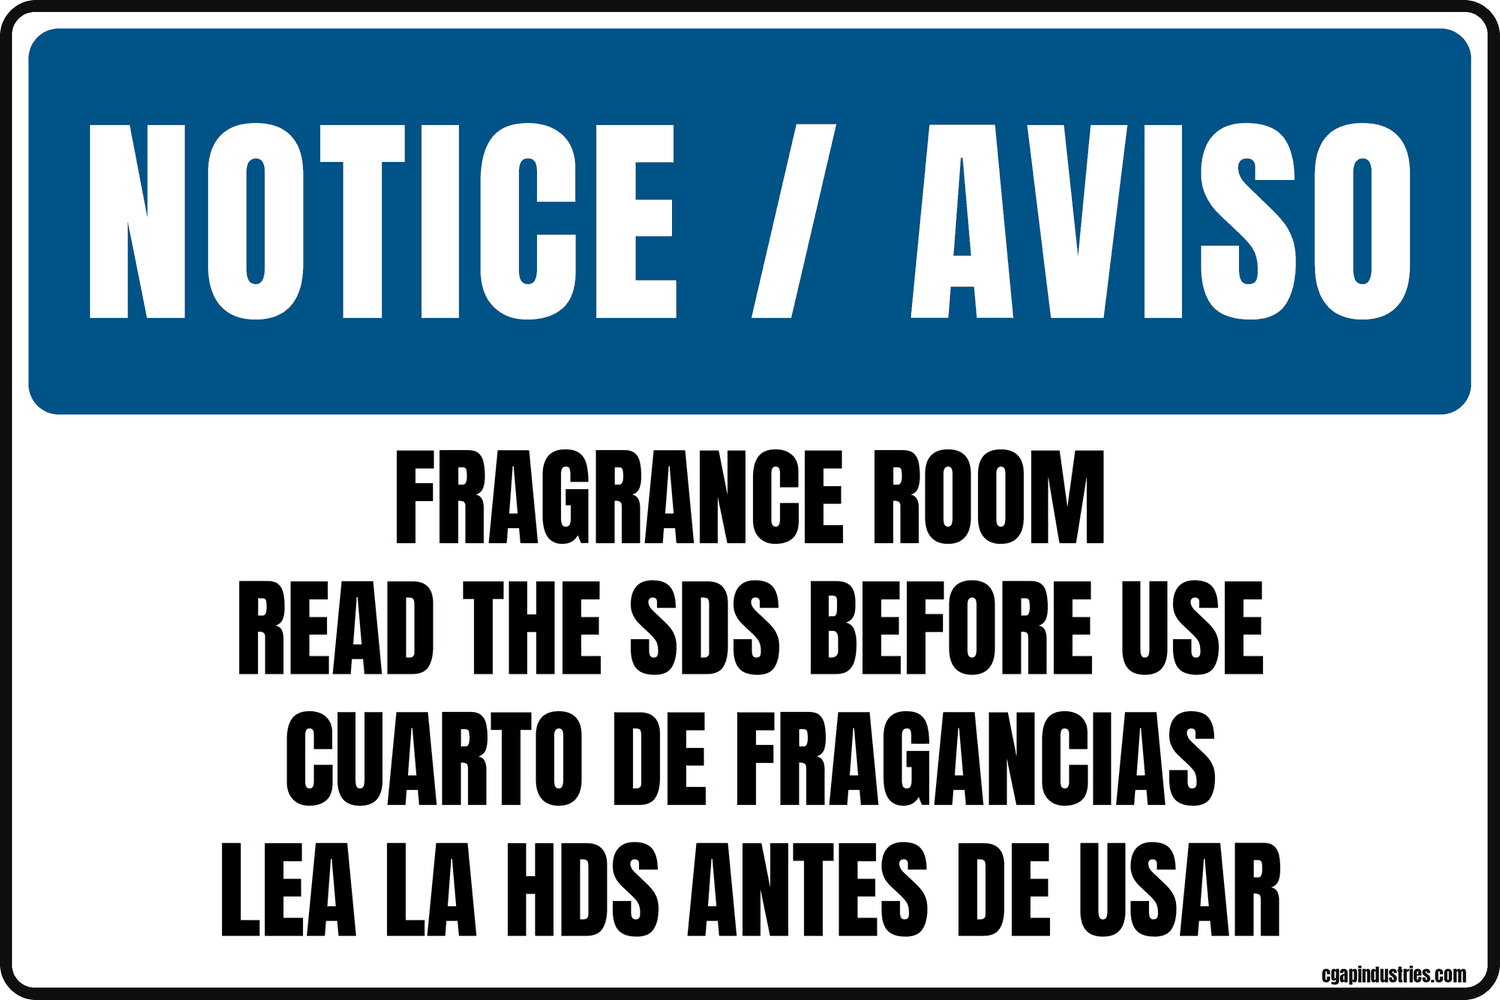 NOTICE / AVISO
FRAGRANCE ROOM
READ THE SDS BEFORE USE
CUARTO DE FRAGANCIAS
LEA LA HDS ANTES DE USAR
cgapindustries.com